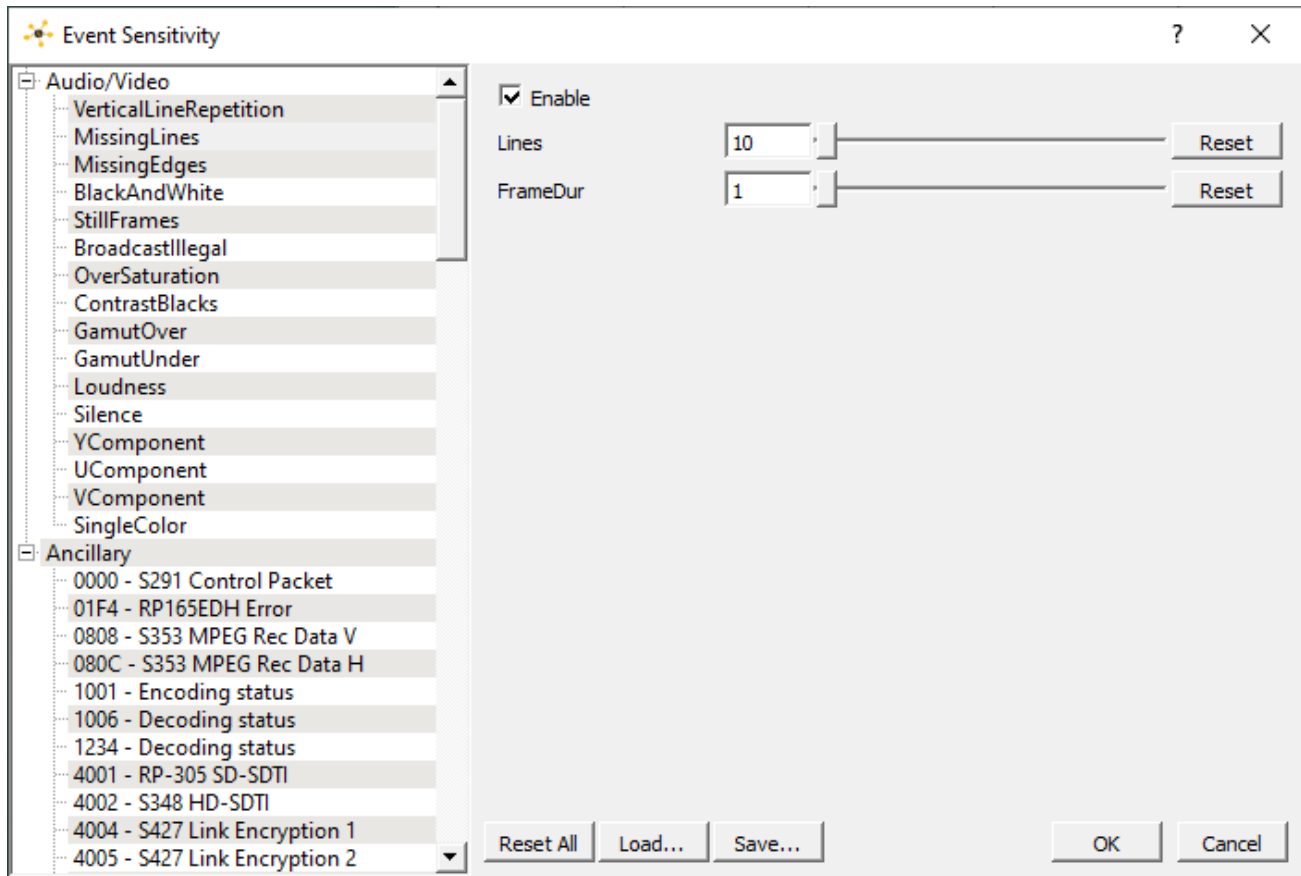 Event Sensitivity
?
Audio/Video
VerticalLineRepetition
MissingLines
MissingEdges
BlackAndWhite
StillFrames
BroadcastIllegal
OverSaturation
ContrastBlacks
GamutOver
GamutUnder
Loudness
Silence
YComponent
UComponent
VComponent
SingleColor
Ancillary
0000 - S291 Control Packet
01F4 - RP165EDH Error
0808 - S353 MPEG Rec Data V
080C - S353 MPEG Rec Data H
1001 - Encoding status
1006 - Decoding status
1234 - Decoding status
4001 - RP-305 SD-SDTI
4002 - S348 HD-SDTI
4004 - S427 Link Encryption 1
4005 - S427 Link Encryption 2
Enable
Lines 10 Reset
FrameDur 1 Reset
Reset All Load... Save... OK Cancel